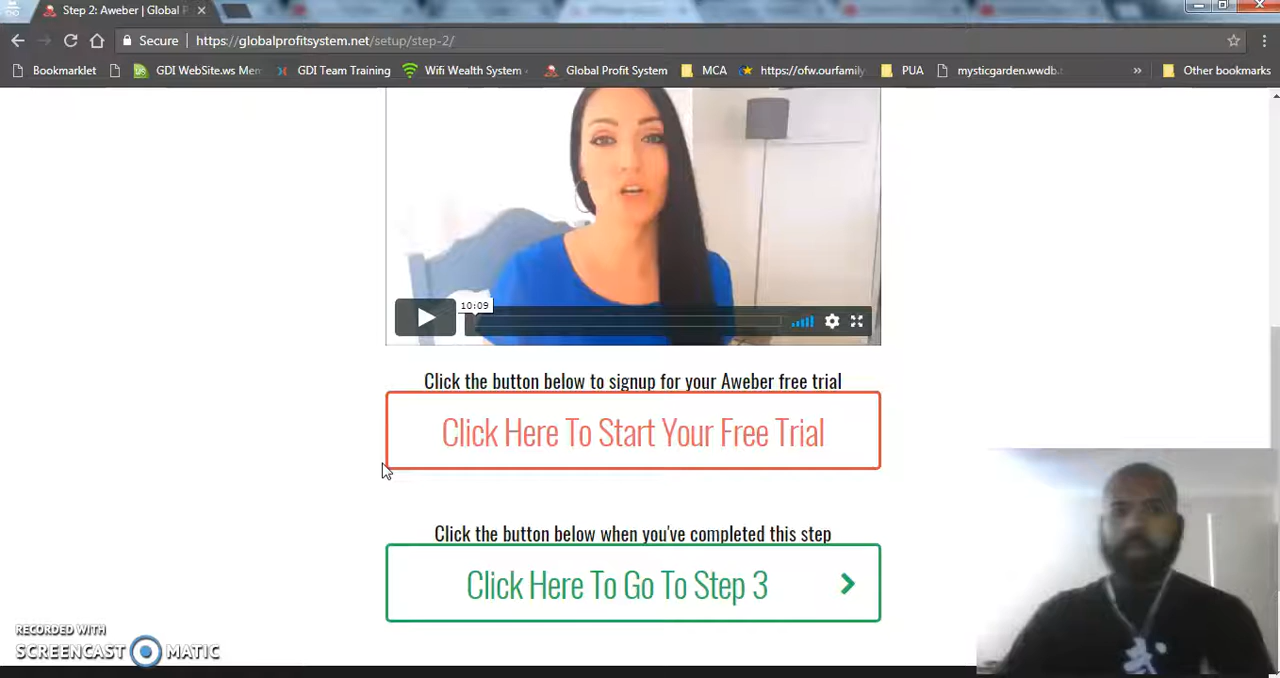 Step 2: Aweber | Global P
Secure https://globalprofitsystem.net/setup/step-2/
Bookmarklet GDI WebSite.ws Mem GDI Team Training Wifi Wealth System Global Profit System MCA https://ofw.ourfamily PUA mysticgarden.wwdb. » Other bookmarks
10:09
Click the button below to signup for your Aweber free trial
Click Here To Start Your Free Trial
Click the button below when you've completed this step
Click Here To Go To Step 3
RECORDED WITH
SCREENCAST MATIC